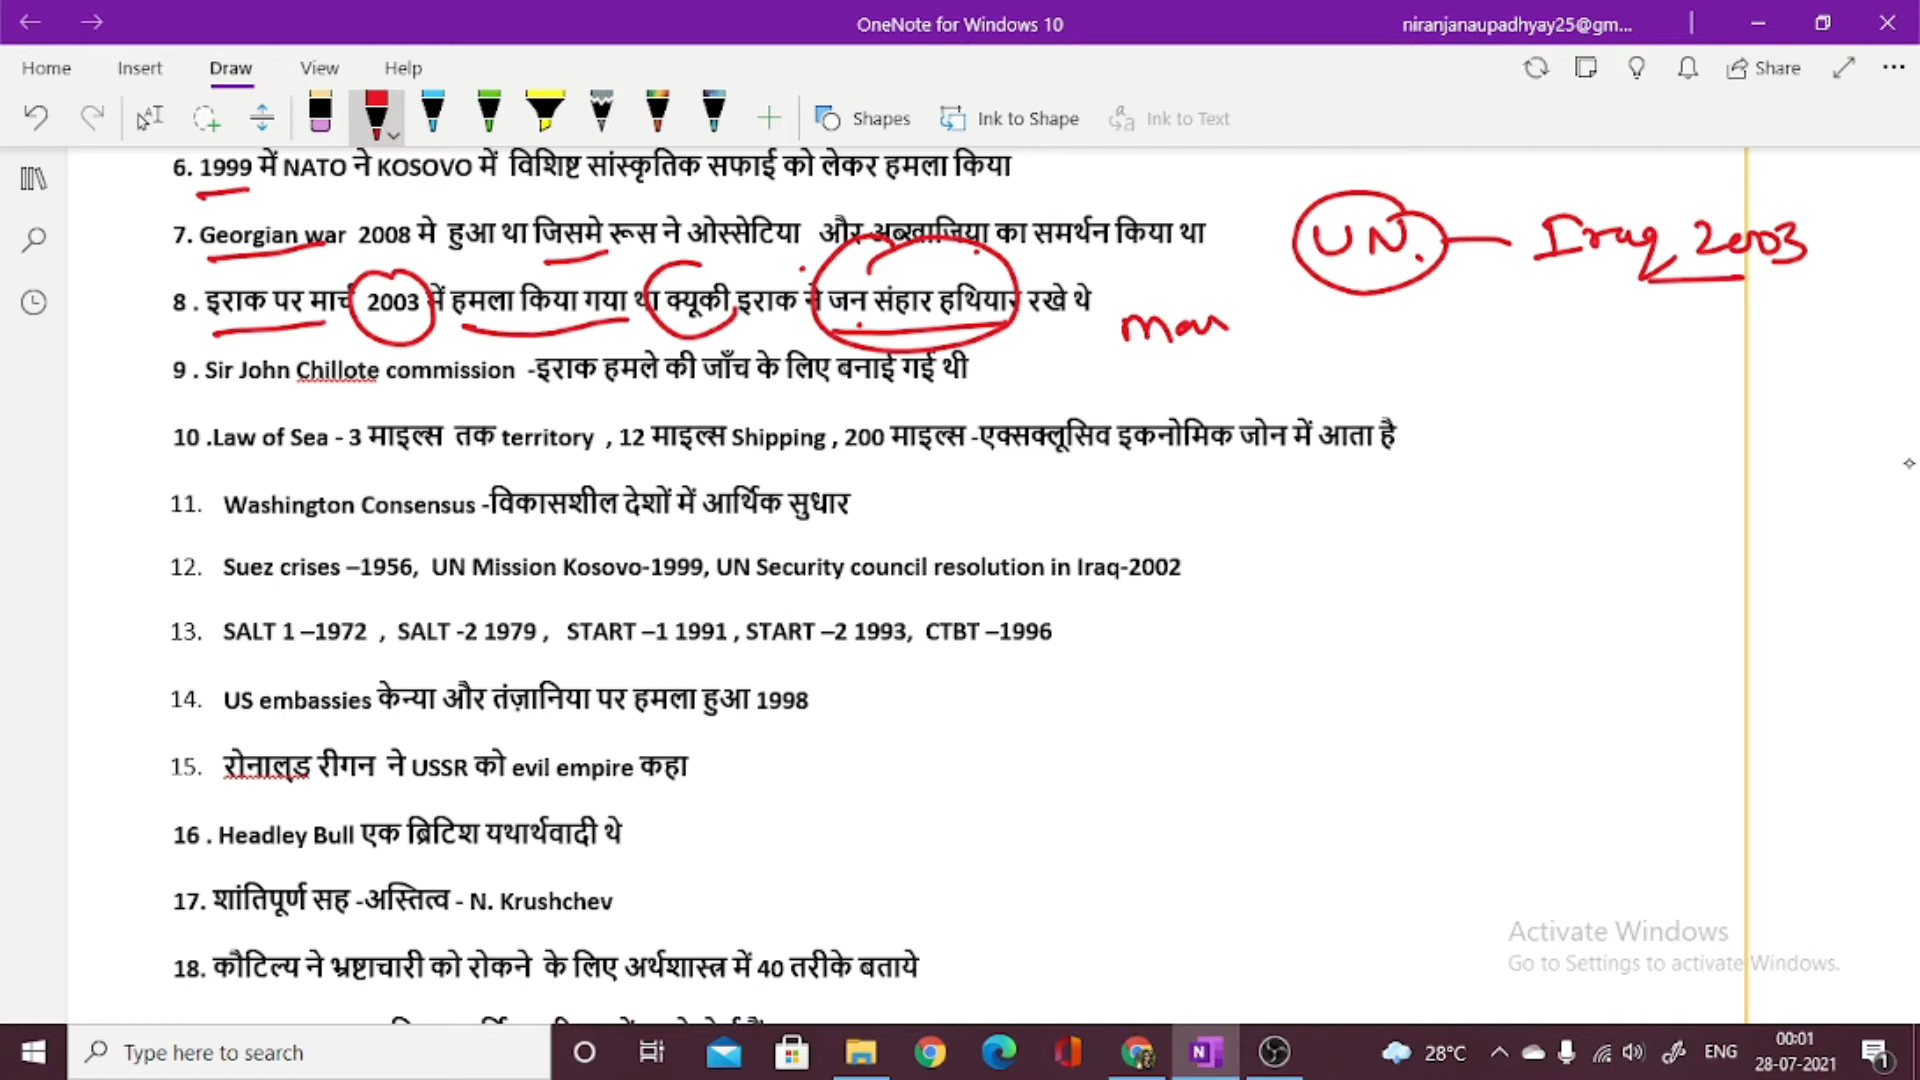 OneNote for Windows 10
niranjanaupadhyay25@gm...
Home Insert Draw View Help
Share
Shapes Ink to Shape Ink to Text
6. 1999 में NATO ने KOSOVO में विशिष्ट सांस्कृतिक सफाई को लेकर हमला किया
7. Georgian war 2008 मे हुआ था जिसमे रूस ने ओस्सेटिया और अब्खाजिया का समर्थन किया था
UN. — Iraq 2003
8 . इराक पर मार्च 2003 में हमला किया गया था क्यूकी इराक ने जन संहार हथियार रखे थे
9 . Sir John Chillote commission -इराक हमले की जाँच के लिए बनाई गई थी
10 .Law of Sea - 3 माइल्स तक territory , 12 माइल्स Shipping , 200 माइल्स -एक्सक्लूसिव इकनोमिक जोन में आता है
11. Washington Consensus -विकासशील देशों में आर्थिक सुधार
12. Suez crises –1956, UN Mission Kosovo-1999, UN Security council resolution in Iraq-2002
13. SALT 1 –1972 , SALT -2 1979 , START –1 1991 , START –2 1993, CTBT –1996
14. US embassies केन्या और तंज़ानिया पर हमला हुआ 1998
15. रोनाल्ड रीगन ने USSR को evil empire कहा
16 . Headley Bull एक ब्रिटिश यथार्थवादी थे
17. शांतिपूर्ण सह -अस्तित्व - N. Krushchev
18. कौटिल्य ने भ्रष्टाचारी को रोकने के लिए अर्थशास्त्र में 40 तरीके बताये
Activate Windows
Go to Settings to activate Windows.
Type here to search
28°C
ENG
00:01
28-07-2021
1